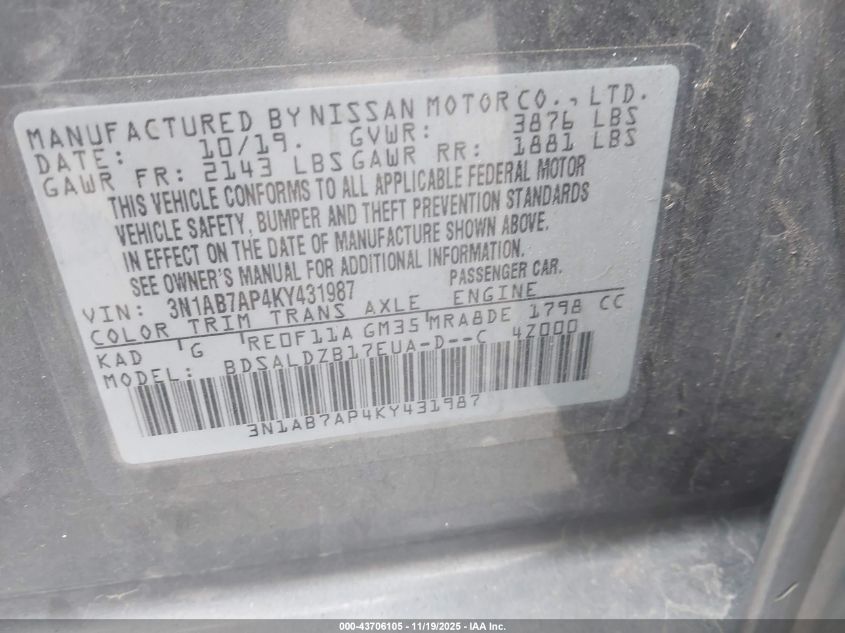 MANUFACTURED BY NISSAN MOTOR CO., LTD.
DATE: 10/19. GVWR: 3876 LBS
GAWR FR: 2143 LBS GAWR RR: 1881 LBS
THIS VEHICLE CONFORMS TO ALL APPLICABLE FEDERAL MOTOR
VEHICLE SAFETY, BUMPER AND THEFT PREVENTION STANDARDS
IN EFFECT ON THE DATE OF MANUFACTURE SHOWN ABOVE.
SEE OWNER'S MANUAL FOR ADDITIONAL INFORMATION.
VIN: 3N1AB7AP4KY431987 PASSENGER CAR.
COLOR TRIM TRANS AXLE ENGINE
KAD G RE0F11A GM35 MRA8DE 1798 CC
MODEL: BDSALDZB17EUA-D--C 4Z000
3N1AB7AP4KY431987
000-43706105 - 11/19/2025 - IAA Inc.